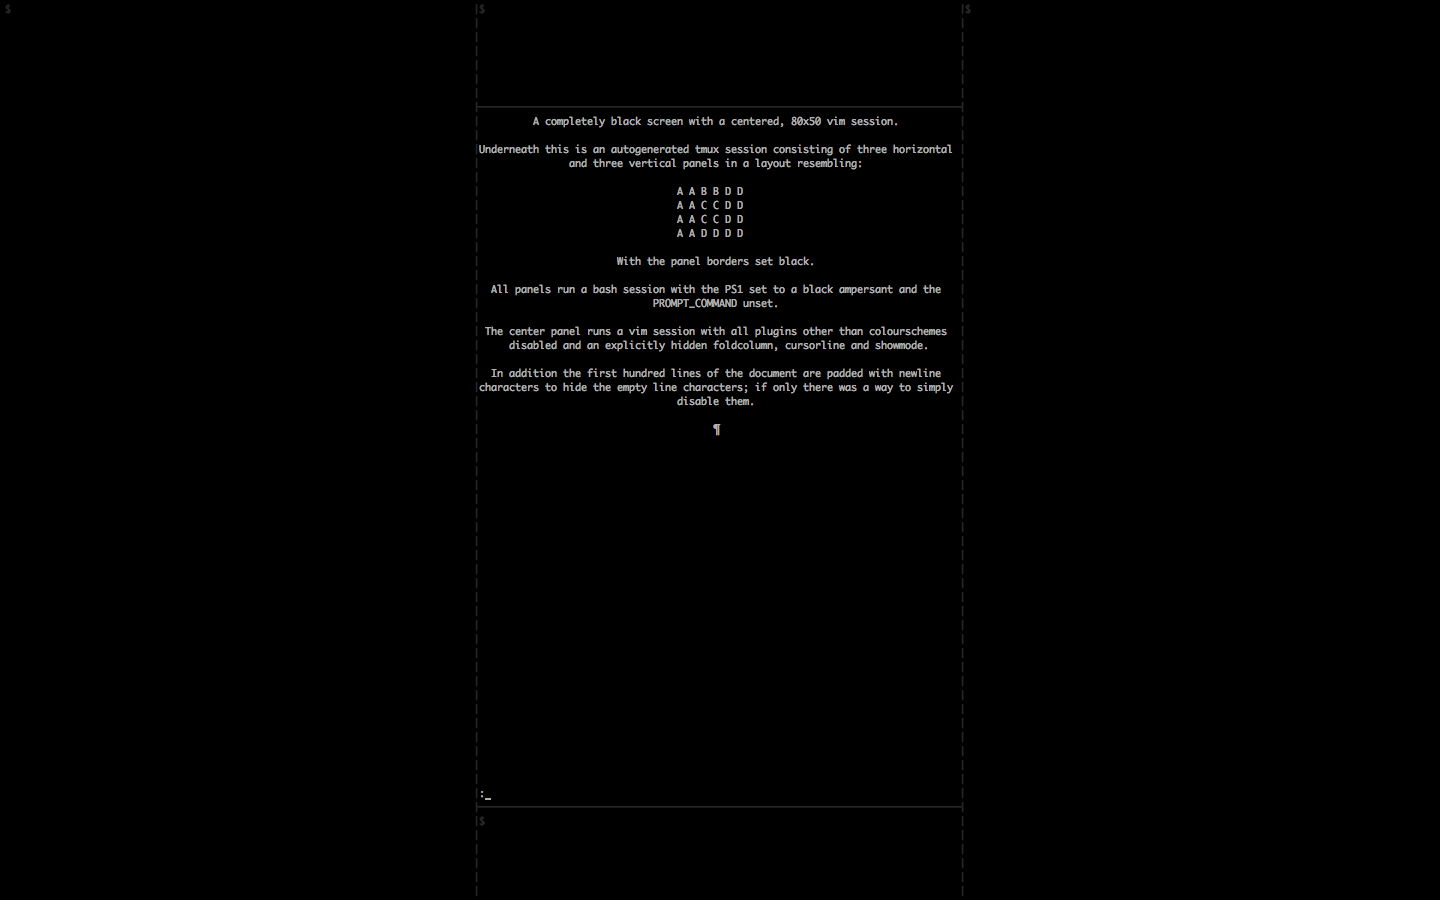 $ $ $
A completely black screen with a centered, 80x50 vim session.
Underneath this is an autogenerated tmux session consisting of three horizontal
and three vertical panels in a layout resembling:
A A B B D D
A A C C D D
A A C C D D
A A D D D D
With the panel borders set black.
All panels run a bash session with the PS1 set to a black ampersant and the
PROMPT_COMMAND unset.
The center panel runs a vim session with all plugins other than colourschemes
disabled and an explicitly hidden foldcolumn, cursorline and showmode.
In addition the first hundred lines of the document are padded with newline
characters to hide the empty line characters; if only there was a way to simply
disable them.
¶
:_
$